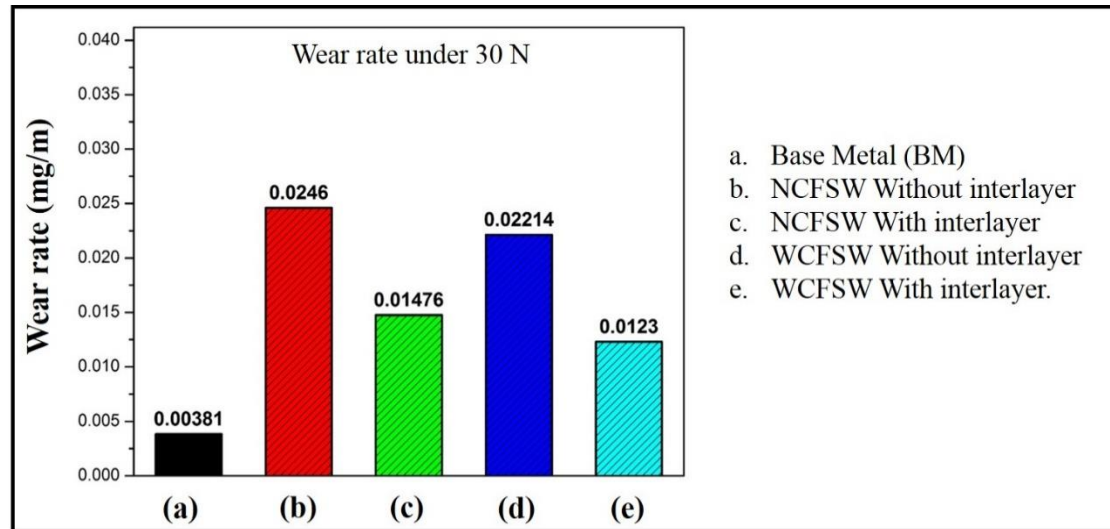 Wear rate under 30 N
Wear rate (mg/m)
0.040
0.035
0.030
0.025
0.020
0.015
0.010
0.005
0.000
0.00381
0.0246
0.01476
0.02214
0.0123
(a)
(b)
(c)
(d)
(e)
a. Base Metal (BM)
b. NCFSW Without interlayer
c. NCFSW With interlayer
d. WCFSW Without interlayer
e. WCFSW With interlayer.